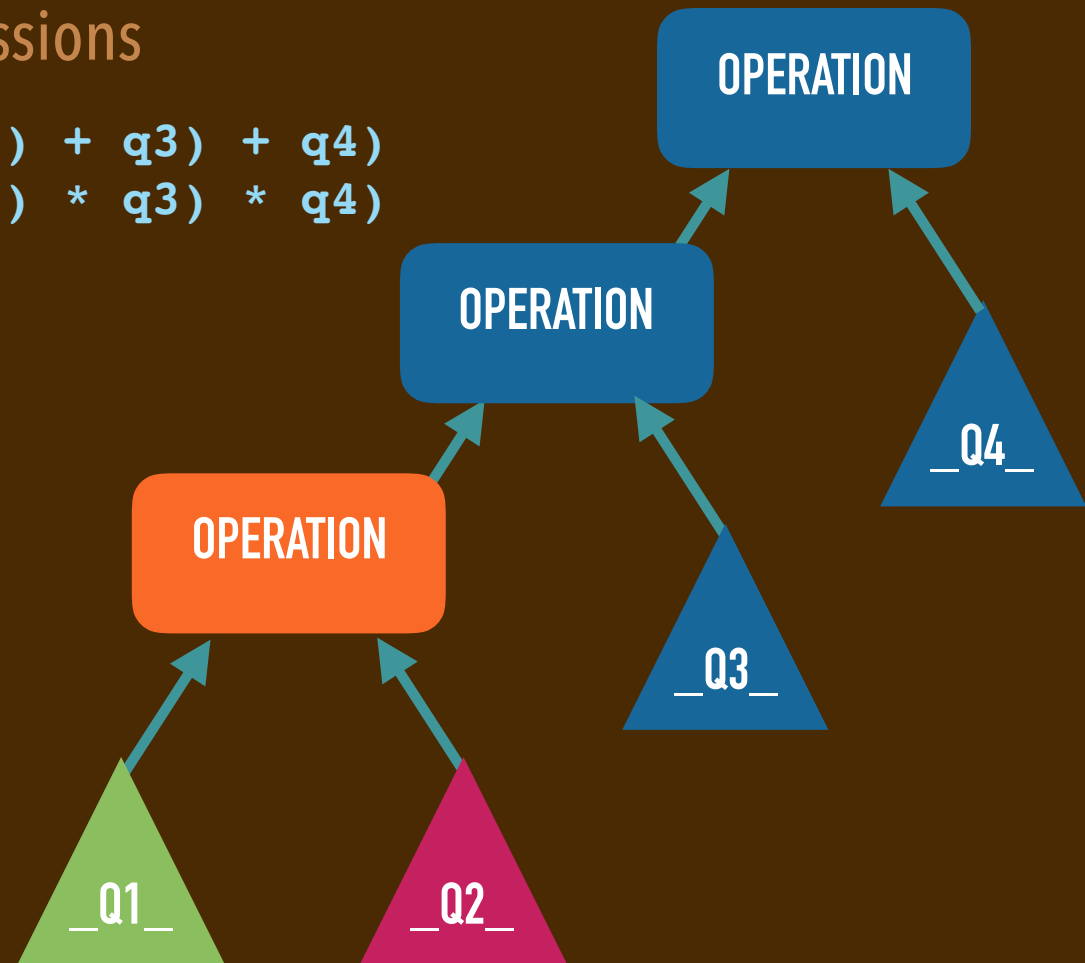 ssions
) + q3) + q4)
) * q3) * q4)
OPERATION
OPERATION
OPERATION
_Q4_
_Q3_
_Q1_
_Q2_